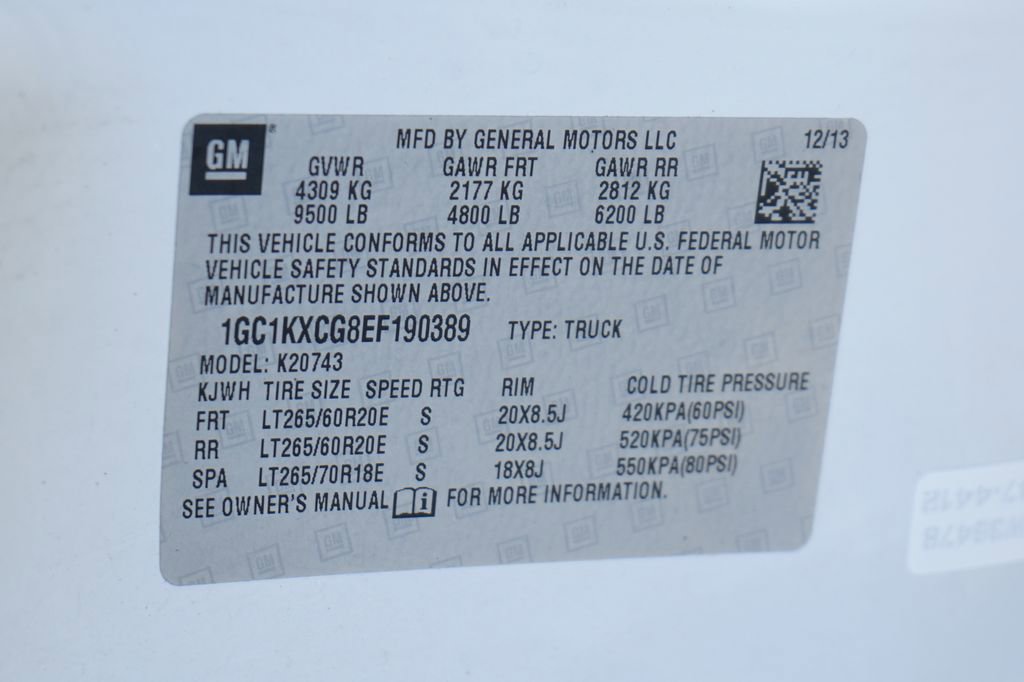 GM
MFD BY GENERAL MOTORS LLC 12/13
GVWR GAWR FRT GAWR RR
4309 KG 2177 KG 2812 KG
9500 LB 4800 LB 6200 LB
THIS VEHICLE CONFORMS TO ALL APPLICABLE U.S. FEDERAL MOTOR
VEHICLE SAFETY STANDARDS IN EFFECT ON THE DATE OF
MANUFACTURE SHOWN ABOVE.
1GC1KXCG8EF190389 TYPE: TRUCK
MODEL: K20743
KJWH TIRE SIZE SPEED RTG RIM COLD TIRE PRESSURE
FRT LT265/60R20E S 20X8.5J 420KPA(60PSI)
RR LT265/60R20E S 20X8.5J 520KPA(75PSI)
SPA LT265/70R18E S 18X8J 550KPA(80PSI)
SEE OWNER'S MANUAL i FOR MORE INFORMATION.